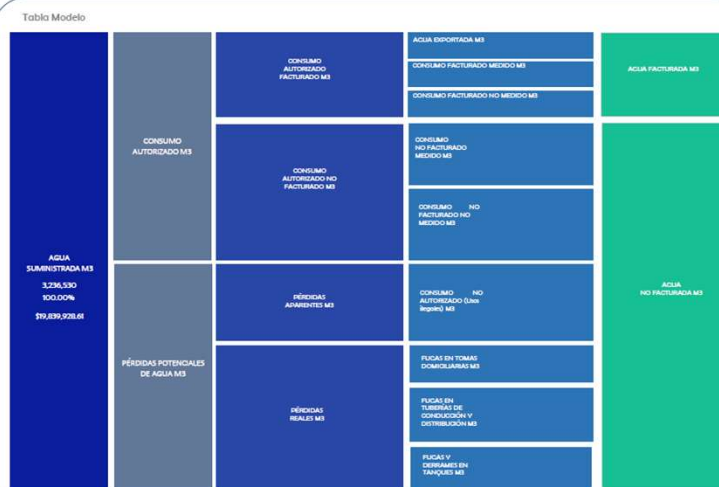 Tabla Modelo
AGUA
SUMINISTRADA M3
3,236,530
100.00%
$19,839,928.61
CONSUMO
AUTORIZADO M3
PÉRDIDAS POTENCIALES
DE AGUA M3
CONSUMO
AUTORIZADO
FACTURADO M3
CONSUMO
AUTORIZADO NO
FACTURADO M3
PÉRDIDAS
APARENTES M3
PÉRDIDAS
REALES M3
AGUA EXPORTADA M3
CONSUMO FACTURADO MEDIDO M3
CONSUMO FACTURADO NO MEDIDO M3
CONSUMO
NO FACTURADO
MEDIDO M3
CONSUMO NO
FACTURADO NO
MEDIDO M3
CONSUMO NO
AUTORIZADO (Usos
ilegales) M3
FUGAS EN TOMAS
DOMICILIARIAS M3
FUGAS EN
TUBERÍAS DE
CONDUCCIÓN Y
DISTRIBUCIÓN M3
FUGAS Y
DERRAMES EN
TANQUES M3
AGUA FACTURADA M3
AGUA
NO FACTURADA M3